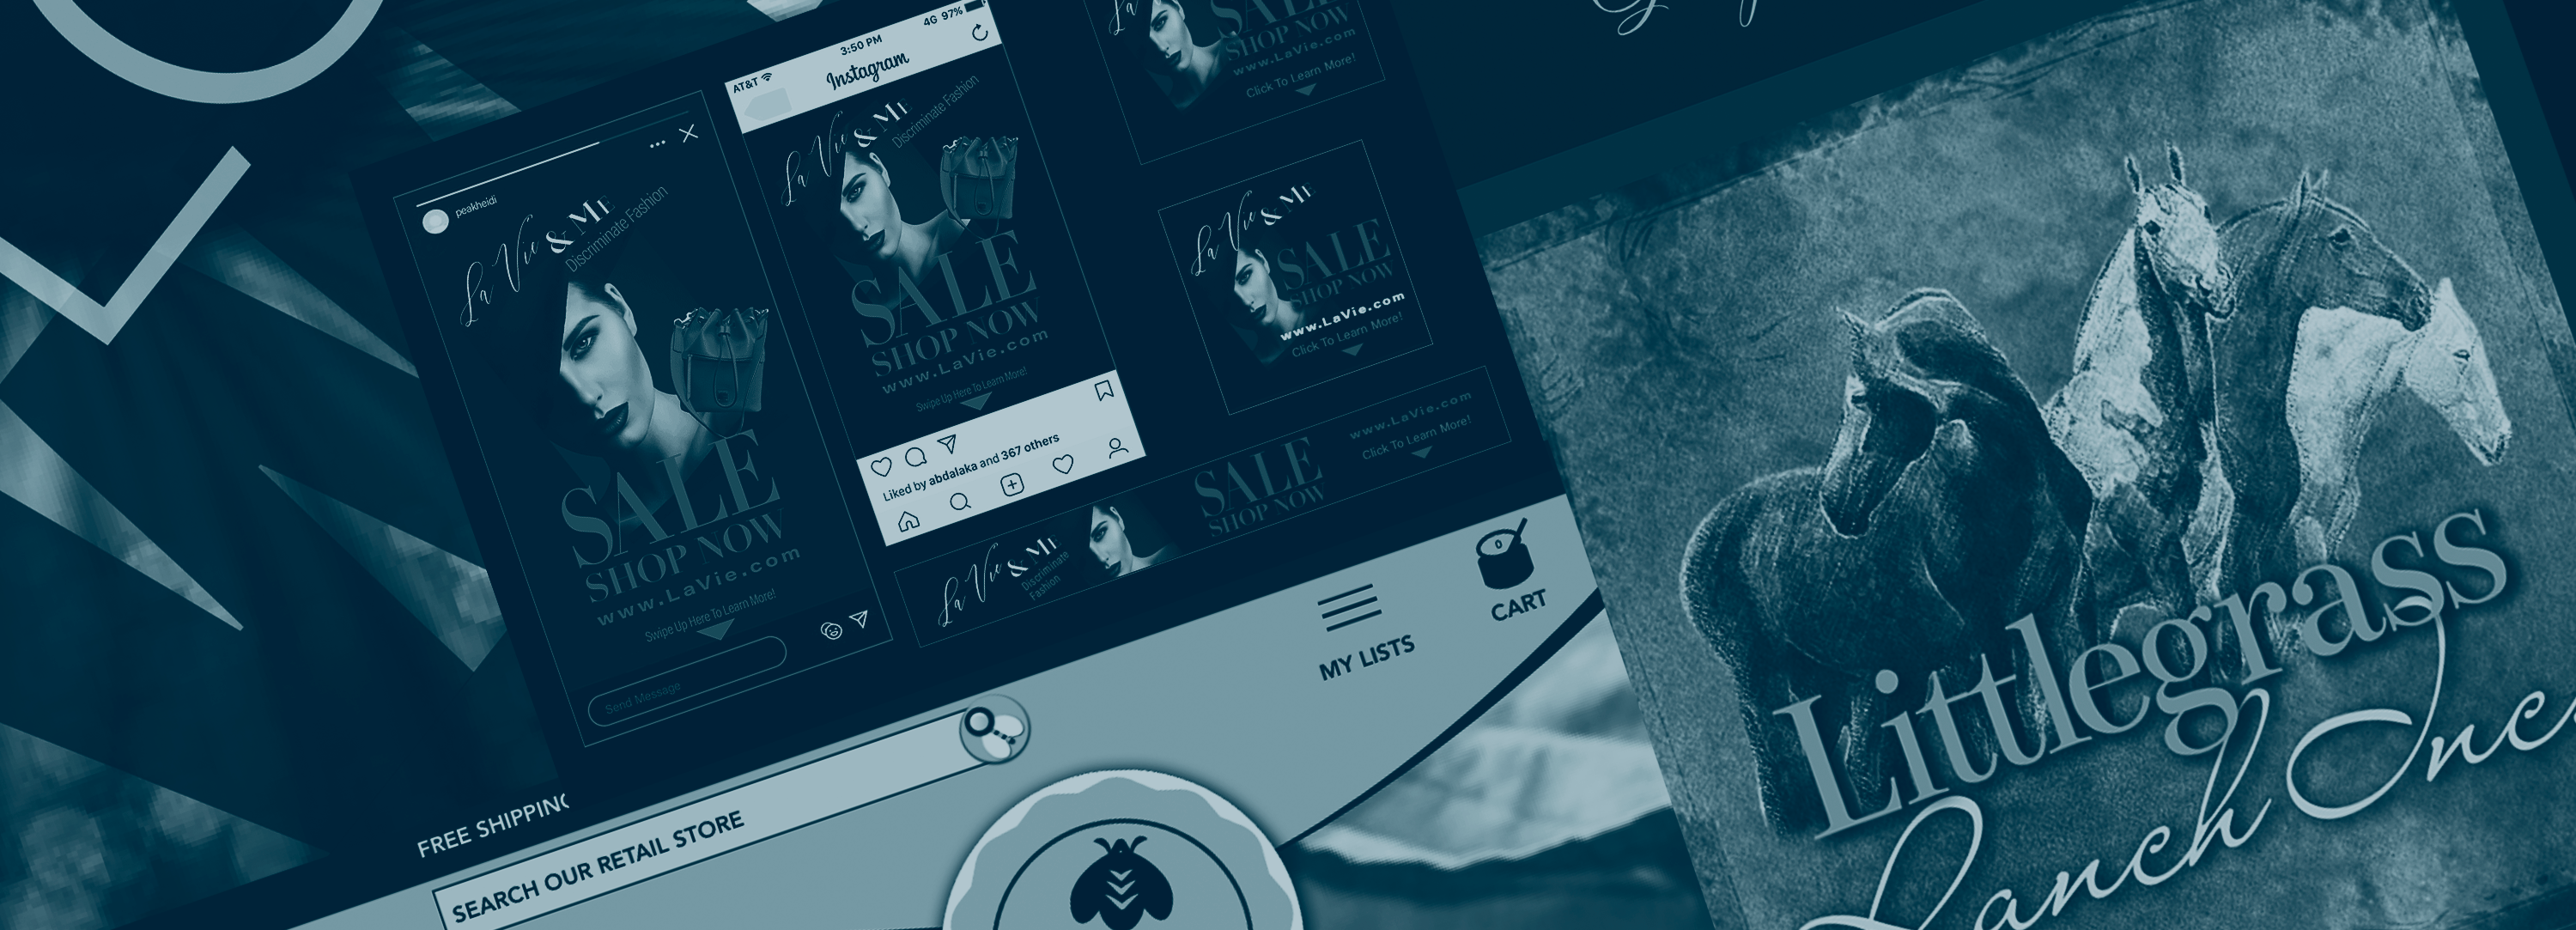 peakheidi
La Vie & Me
Discriminate Fashion
SALE
SHOP NOW
www.LaVie.com
Swipe Up Here To Learn More!
Send Message
AT&T
3:50 PM
4G 97%
Instagram
La Vie & Me
Discriminate Fashion
SALE
SHOP NOW
www.LaVie.com
Swipe Up Here To Learn More!
Liked by abdalaka and 367 others
SALE
SHOP NOW
www.LaVie.com
Click To Learn More!
La Vie & Me
SALE
SHOP NOW
www.LaVie.com
Click To Learn More!
La Vie & Me
Discriminate
Fashion
SALE
SHOP NOW
www.LaVie.com
Click To Learn More!
FREE SHIPPING
SEARCH OUR RETAIL STORE
MY LISTS
0
CART
Littlegrass
Ranch Inc.